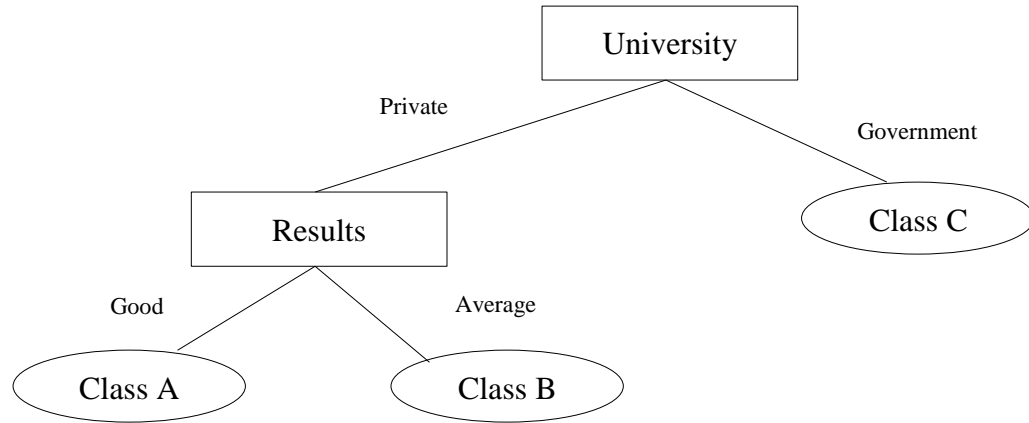 University
Private
Government
Results
Class C
Good
Average
Class A
Class B